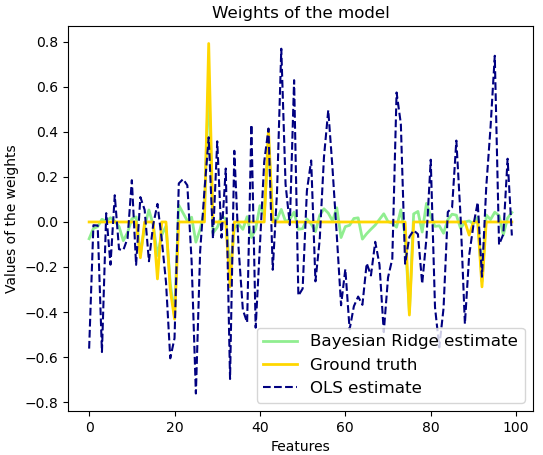 Weights of the model
Values of the weights
0.8
0.6
0.4
0.2
0.0
−0.2
−0.4
−0.6
−0.8
Bayesian Ridge estimate
Ground truth
OLS estimate
0 20 40 60 80 100
Features